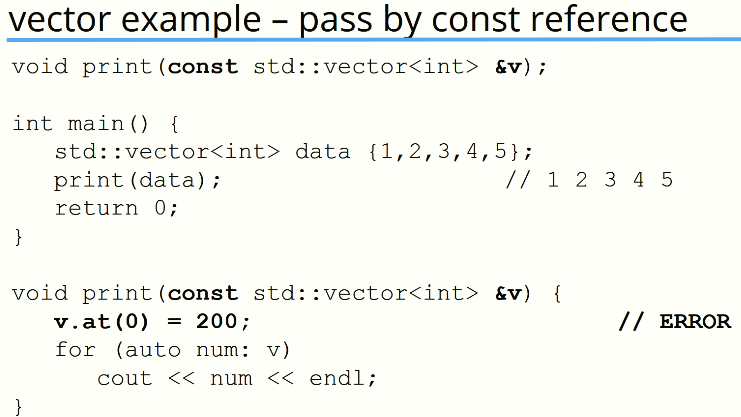 vector example – pass by const reference
void print(const std::vector<int> &v);
int main() {
std::vector<int> data {1,2,3,4,5};
print(data); // 1 2 3 4 5
return 0;
}
void print(const std::vector<int> &v) {
v.at(0) = 200; // ERROR
for (auto num: v)
cout << num << endl;
}